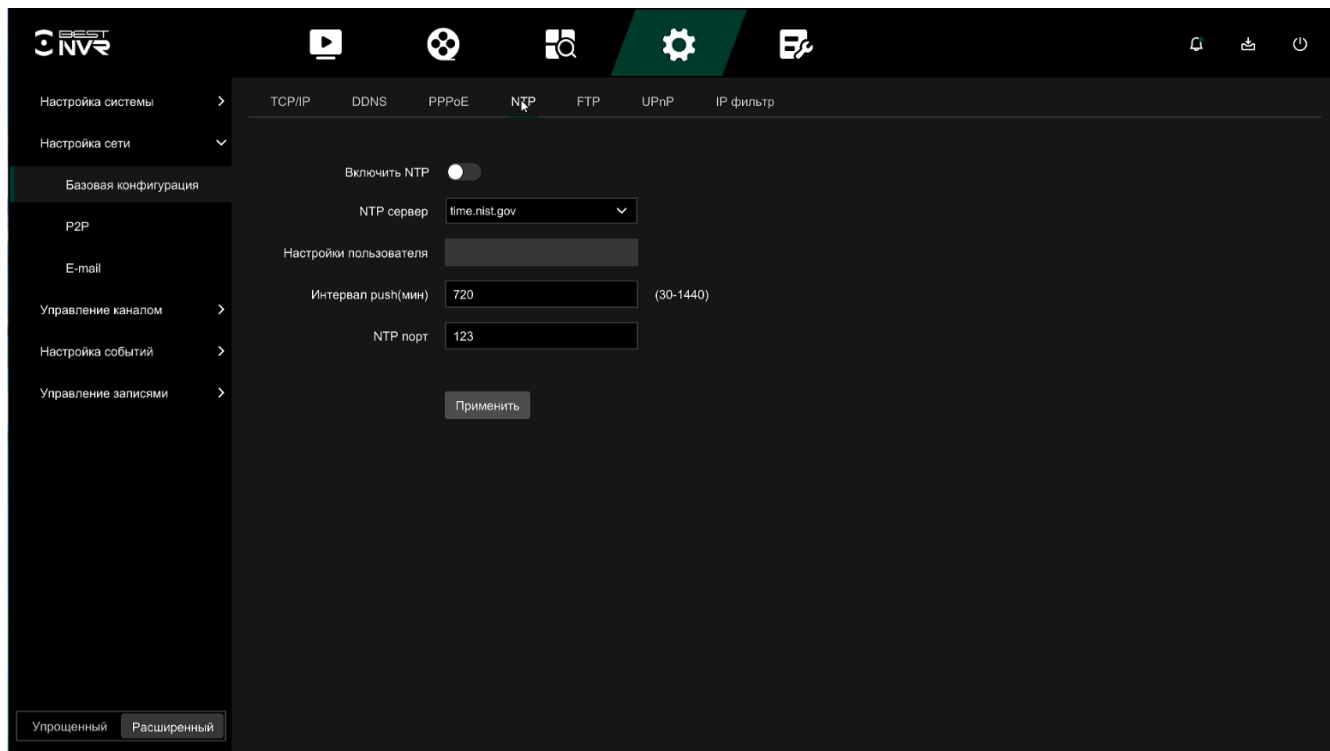 BEST
NVR
Настройка системы
TCP/IP DDNS PPPoE NTP FTP UPnP IP фильтр
Настройка сети
Базовая конфигурация
P2P
E-mail
Управление каналом
Настройка событий
Управление записями
Включить NTP
NTP сервер time.nist.gov
Настройки пользователя
Интервал push(мин) 720 (30-1440)
NTP порт 123
Применить
Упрощенный Расширенный